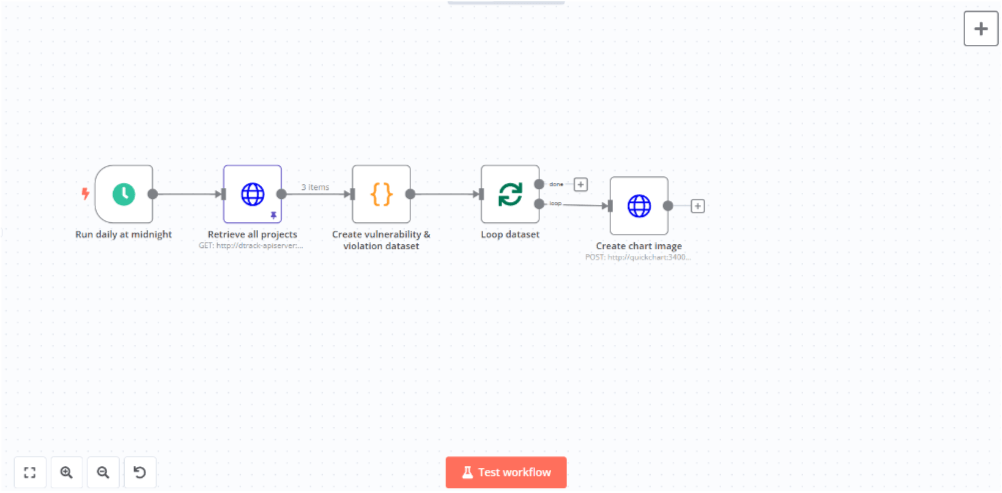 3 items
done
loop
Run daily at midnight
Retrieve all projects
GET: http://dtrack-apiserver:...
Create vulnerability &
violation dataset
Loop dataset
Create chart image
POST: http://quickchart:3400...
Test workflow